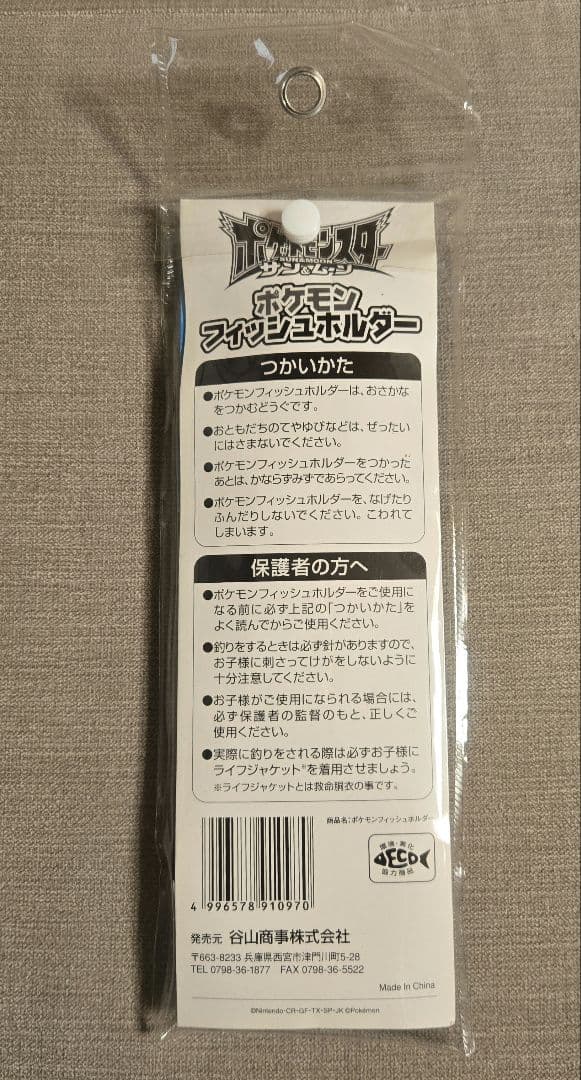 ポケットモンスター
SUN&MOON
サン&ムーン
ポケモン
フィッシュホルダー
つかいかた
●ポケモンフィッシュホルダーは、おさかな
をつかむどうぐです。
●おともだちのてやゆびなどは、ぜったい
にはさまないでください。
●ポケモンフィッシュホルダーをつかった
あとは、かならずみずであらってください。
●ポケモンフィッシュホルダーを、なげたり
ふんだりしないでください。こわれて
しまいます。
保護者の方へ
●ポケモンフィッシュホルダーをご使用に
なる前に必ず上記の「つかいかた」を
よく読んでからご使用ください。
●釣りをするときは必ず針がありますので、
お子様に刺さってけがをしないように
十分注意してください。
●お子様がご使用になられる場合には、
必ず保護者の監督のもと、正しくご
使用ください。
●実際に釣りをされる際は必ずお子様に
ライフジャケット※を着用させましょう。
※ライフジャケットとは救命胴衣の事です。
商品名:ポケモンフィッシュホルダー
環境・美化
ECO
協力商品
4 996578 910970
発売元 谷山商事株式会社
〒663-8233 兵庫県西宮市津門川町5-28
TEL 0798-36-1877 FAX 0798-36-5522
Made In China
©Nintendo・CR・GF・TX・SP・JK ©Pokémon